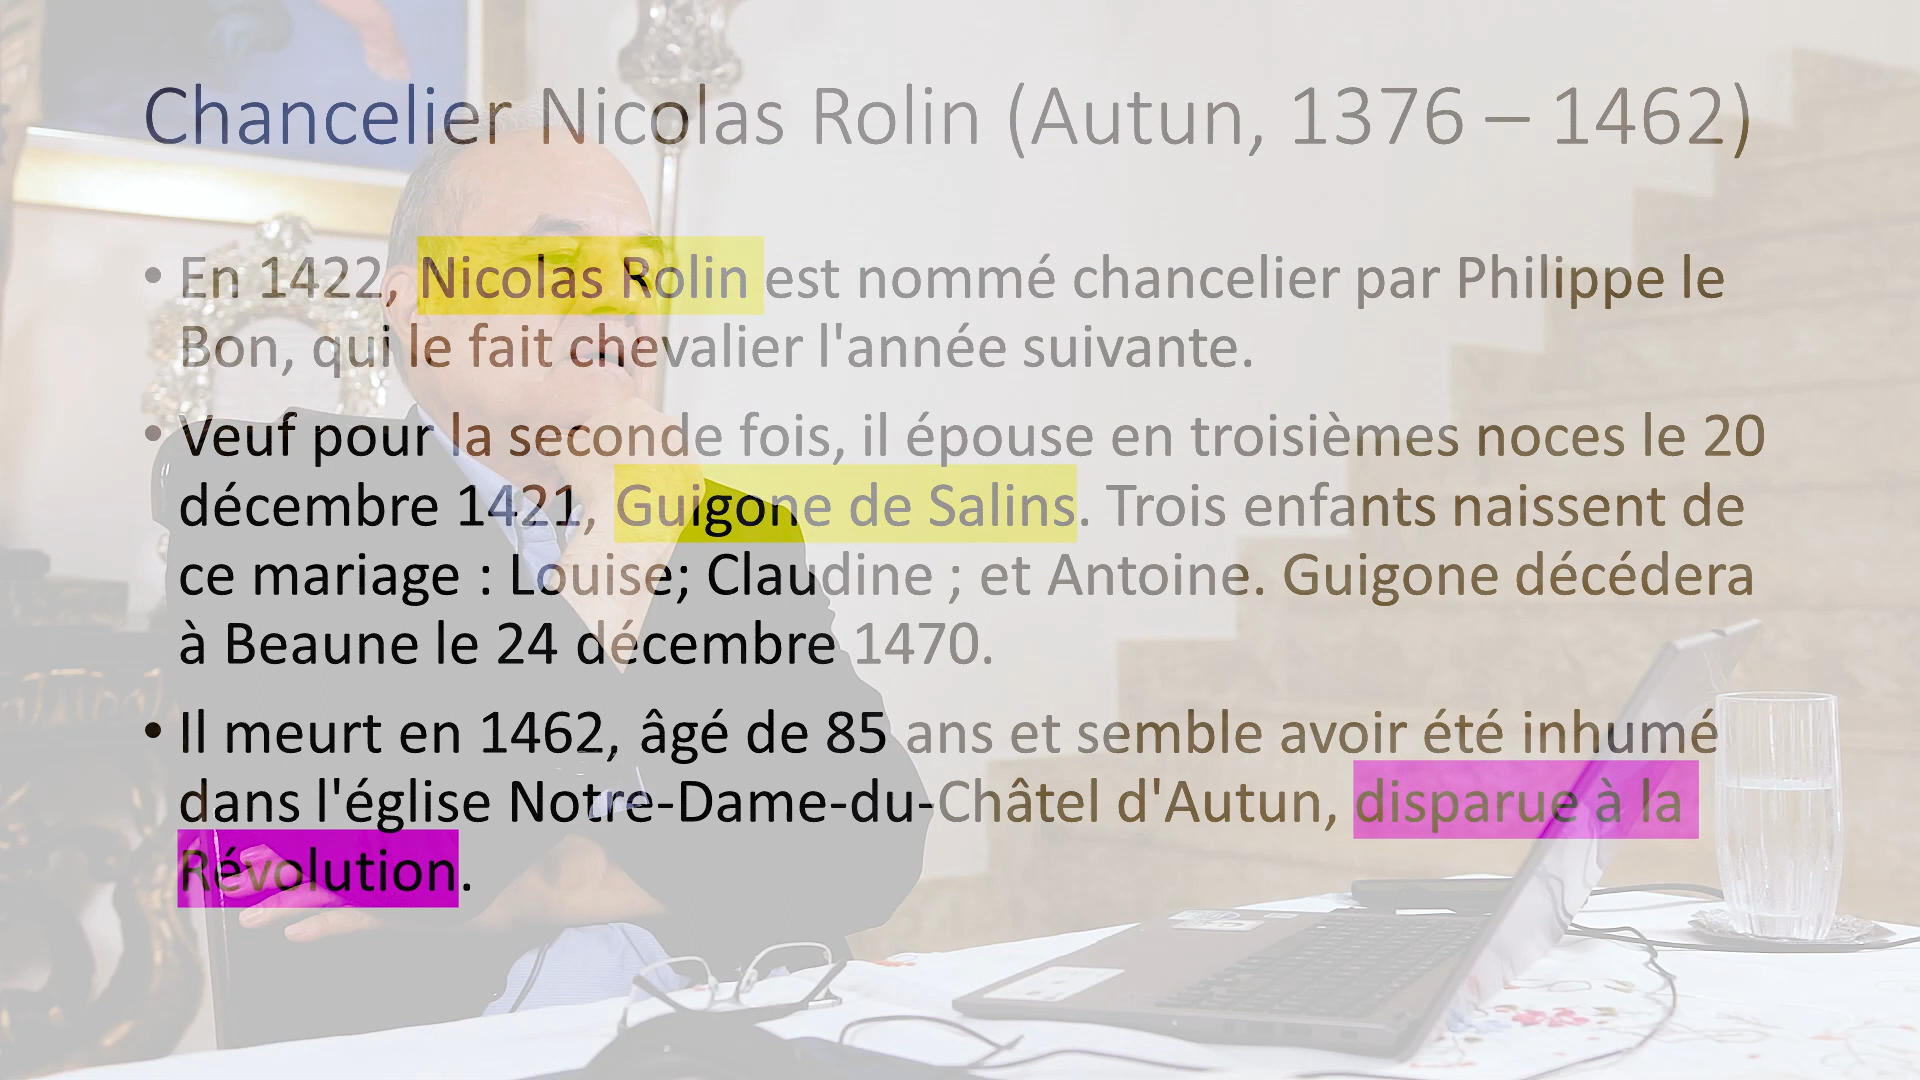 Chancelier Nicolas Rolin (Autun, 1376 – 1462)
• En 1422, Nicolas Rolin est nommé chancelier par Philippe le
Bon, qui le fait chevalier l'année suivante.
• Veuf pour la seconde fois, il épouse en troisièmes noces le 20
décembre 1421, Guigone de Salins. Trois enfants naissent de
ce mariage : Louise; Claudine ; et Antoine. Guigone décédera
à Beaune le 24 décembre 1470.
• Il meurt en 1462, âgé de 85 ans et semble avoir été inhumé
dans l'église Notre-Dame-du-Châtel d'Autun, disparue à la
Révolution.